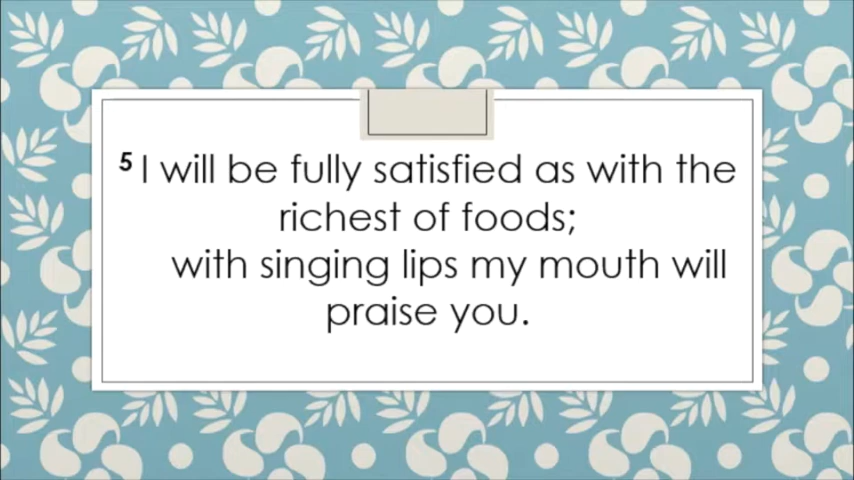 5 I will be fully satisfied as with the
richest of foods;
with singing lips my mouth will
praise you.